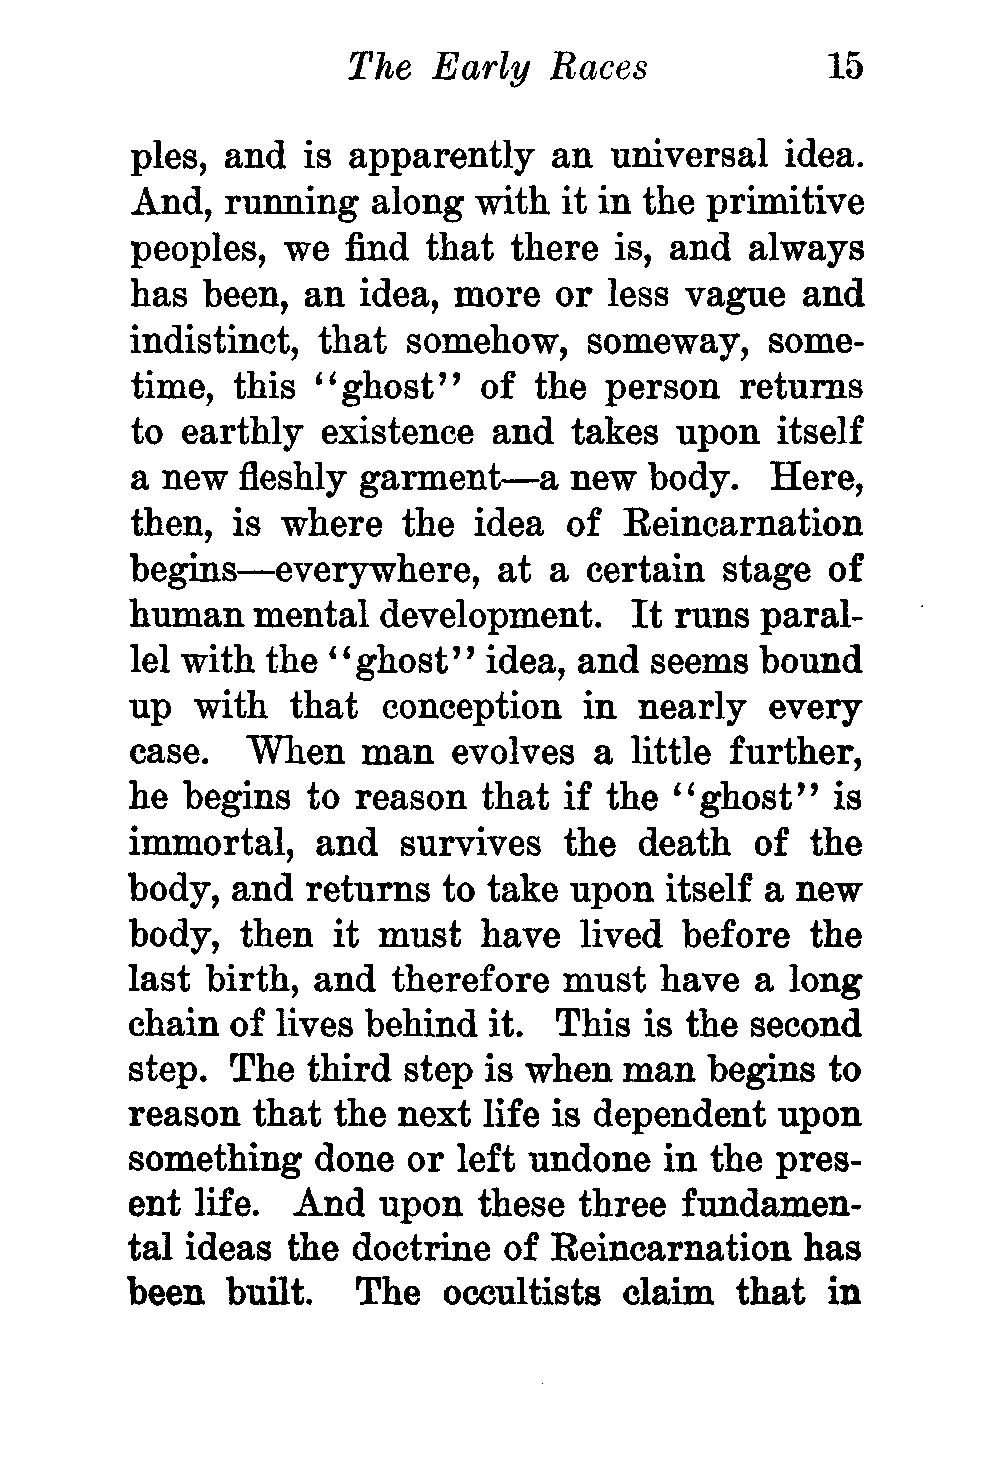 The Early Races 15
ples, and is apparently an universal idea.
And, running along with it in the primitive
peoples, we find that there is, and always
has been, an idea, more or less vague and
indistinct, that somehow, someway, some-
time, this "ghost" of the person returns
to earthly existence and takes upon itself
a new fleshly garment—a new body. Here,
then, is where the idea of Reincarnation
begins—everywhere, at a certain stage of
human mental development. It runs paral-
lel with the "ghost" idea, and seems bound
up with that conception in nearly every
case. When man evolves a little further,
he begins to reason that if the "ghost" is
immortal, and survives the death of the
body, and returns to take upon itself a new
body, then it must have lived before the
last birth, and therefore must have a long
chain of lives behind it. This is the second
step. The third step is when man begins to
reason that the next life is dependent upon
something done or left undone in the pres-
ent life. And upon these three fundamen-
tal ideas the doctrine of Reincarnation has
been built. The occultists claim that in